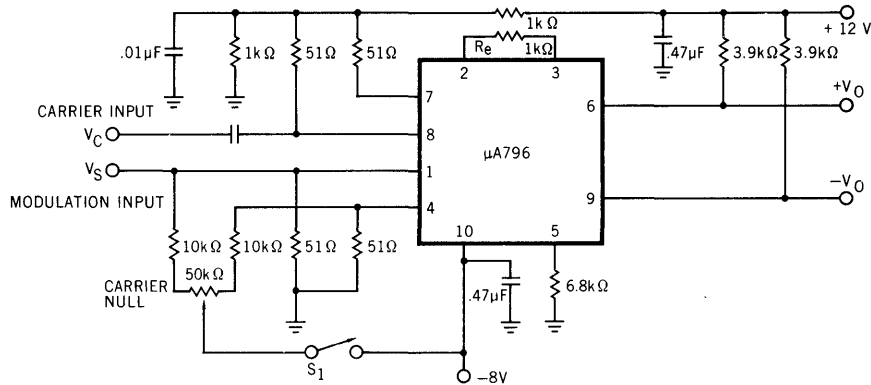 1kΩ
+ 12 V
.01µF
1kΩ
51Ω
51Ω
Re
1kΩ
.47µF
3.9kΩ
3.9kΩ
2
3
7
6
+VO
CARRIER INPUT
VC
8
µA796
VS
1
MODULATION INPUT
4
9
-VO
10
5
10kΩ
10kΩ
51Ω
51Ω
50kΩ
CARRIER
NULL
.47µF
6.8kΩ
S1
-8V